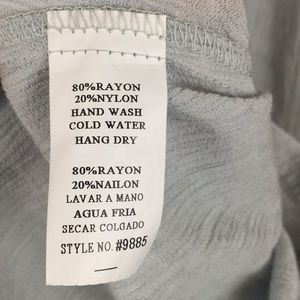 80%RAYON
20%NYLON
HAND WASH
COLD WATER
HANG DRY
80%RAYON
20%NAILON
LAVAR A MANO
AGUA FRIA
SECAR COLGADO
STYLE NO. #9885